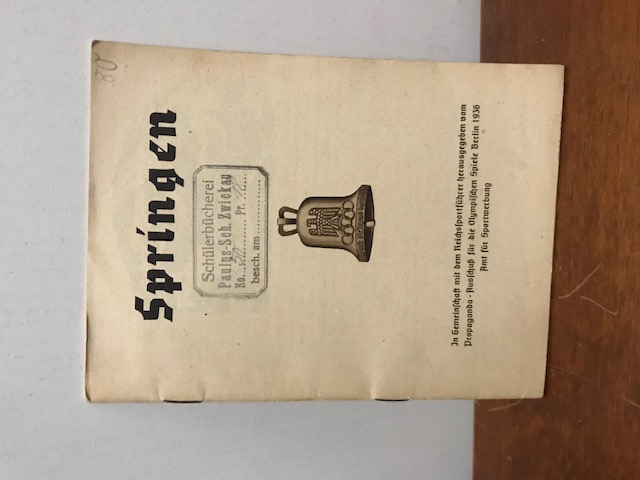 80
Springen
Schülerbücherei
Paulus-Sch. Zwickau
No. Pr.
besch. am
In Gemeinschaft mit dem Reichssportführer herausgegeben vom
Propaganda-Ausschuß für die Olympischen Spiele Berlin 1936
Amt für Sportwerbung